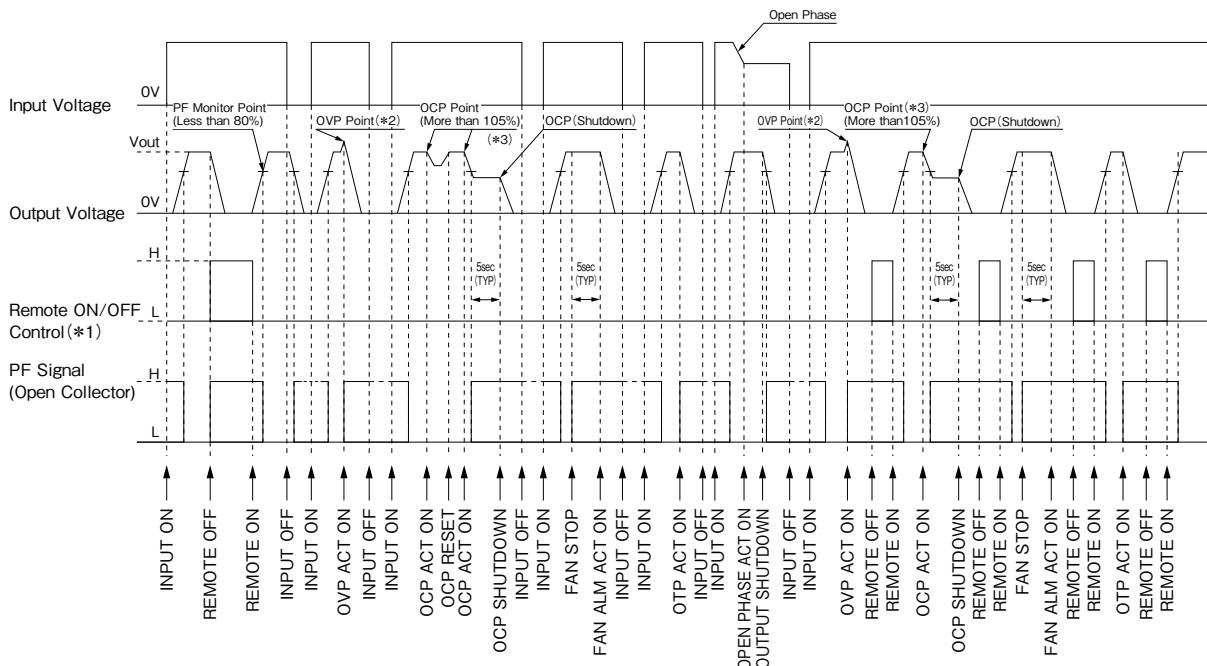 Open Phase
Input Voltage
0V
PF Monitor Point
(Less than 80%)
OVP Point(*2)
OCP Point
(More than 105%)
(*3)
OCP(Shutdown)
OVP Point(*2)
OCP Point(*3)
(More than105%)
OCP(Shutdown)
Vout
Output Voltage
0V
H
5sec
(TYP)
5sec
(TYP)
5sec
(TYP)
5sec
(TYP)
Remote ON/OFF
Control(*1)
L
PF Signal
(Open Collector)
H
L
INPUT ON
REMOTE OFF
REMOTE ON
INPUT OFF
INPUT ON
OVP ACT ON
INPUT OFF
INPUT ON
OCP ACT ON
OCP RESET
OCP ACT ON
OCP SHUTDOWN
INPUT OFF
INPUT ON
FAN STOP
FAN ALM ACT ON
INPUT OFF
INPUT ON
OTP ACT ON
INPUT OFF
INPUT ON
OPEN PHASE ACT ON
OUTPUT SHUTDOWN
INPUT OFF
INPUT ON
OVP ACT ON
REMOTE OFF
REMOTE ON
OCP ACT ON
OCP SHUTDOWN
REMOTE OFF
REMOTE ON
FAN STOP
FAN ALM ACT ON
REMOTE OFF
REMOTE ON
OTP ACT ON
REMOTE OFF
REMOTE ON